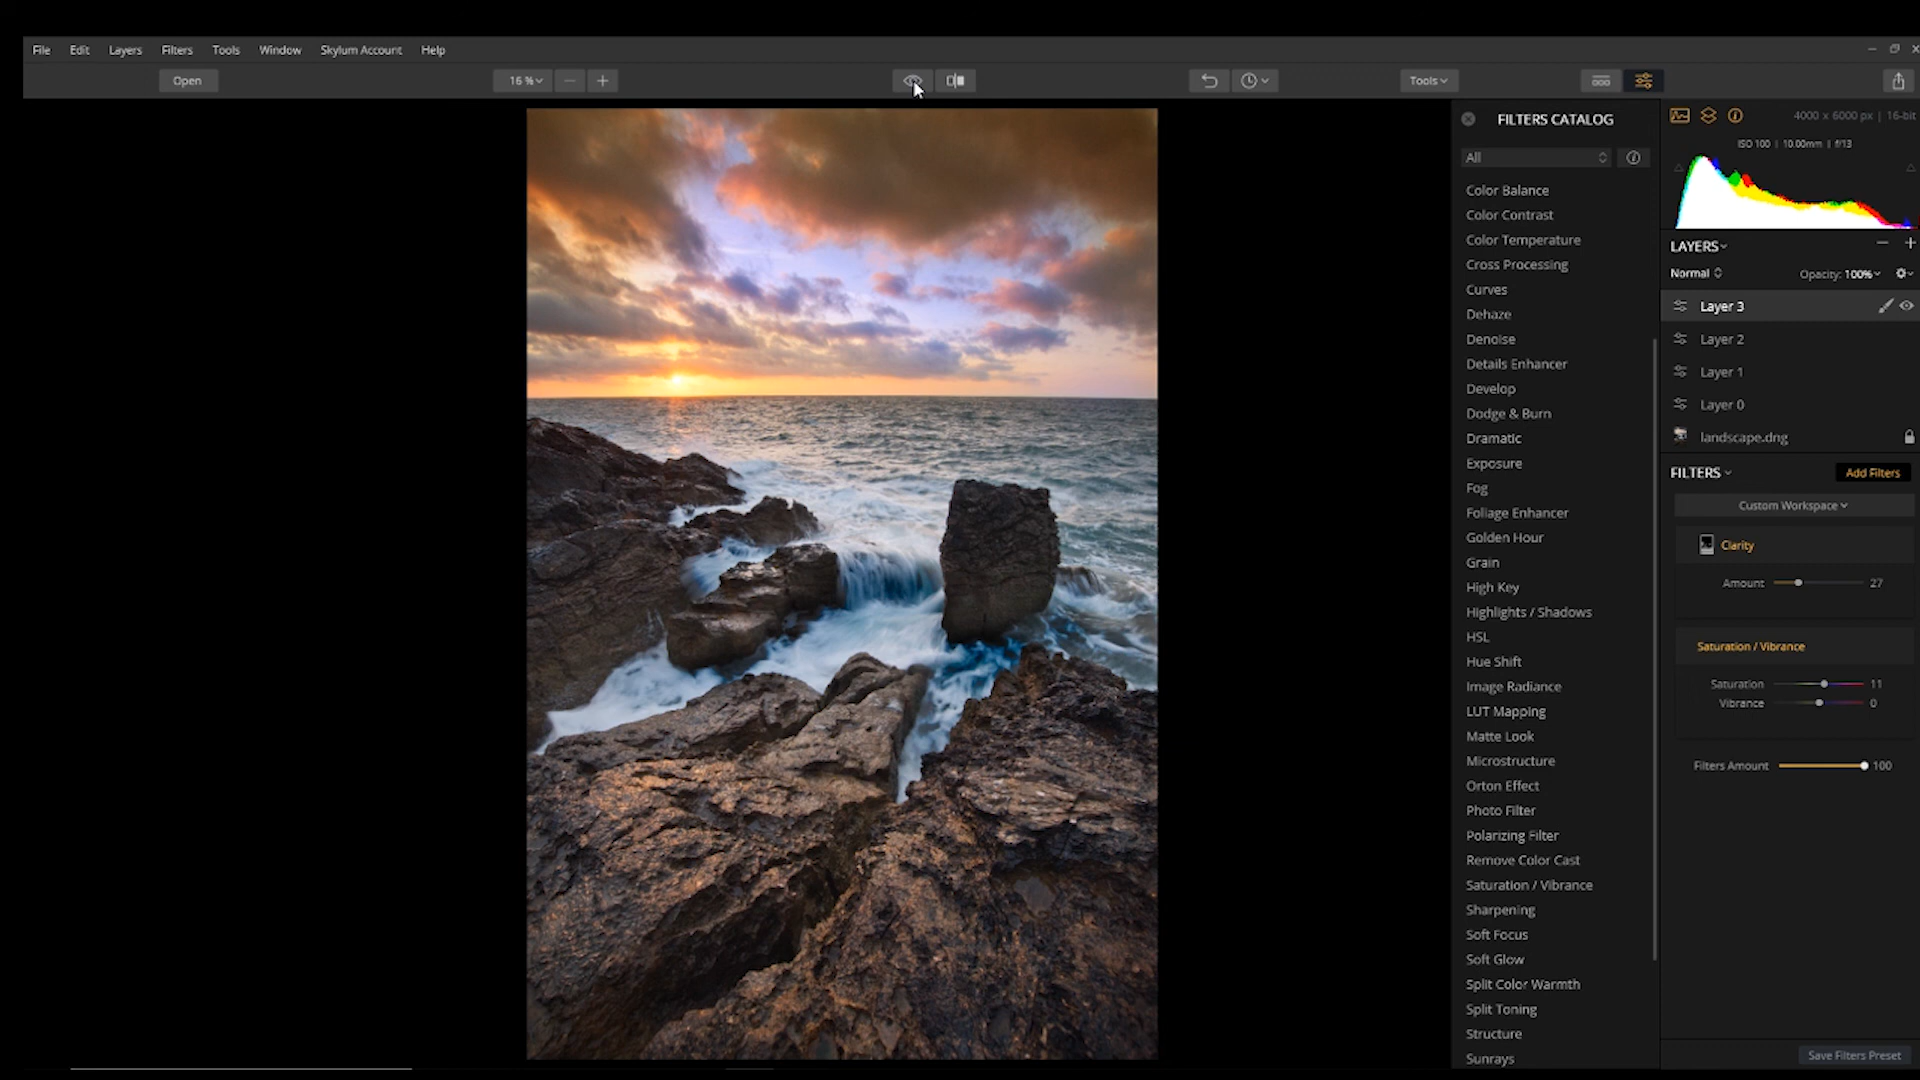 File Edit Layers Filters Tools Window Skylum Account Help
Open 16 % Tools
FILTERS CATALOG
All
Color Balance
Color Contrast
Color Temperature
Cross Processing
Curves
Dehaze
Denoise
Details Enhancer
Develop
Dodge & Burn
Dramatic
Exposure
Fog
Foliage Enhancer
Golden Hour
Grain
High Key
Highlights / Shadows
HSL
Hue Shift
Image Radiance
LUT Mapping
Matte Look
Microstructure
Orton Effect
Photo Filter
Polarizing Filter
Remove Color Cast
Saturation / Vibrance
Sharpening
Soft Focus
Soft Glow
Split Color Warmth
Split Toning
Structure
Sunrays
4000 x 6000 px | 16-bit
ISO 100 | 10.00mm | f/13
LAYERS
Normal Opacity: 100%
Layer 3
Layer 2
Layer 1
Layer 0
landscape.dng
FILTERS Add Filters
Custom Workspace
Clarity
Amount 27
Saturation / Vibrance
Saturation 11
Vibrance 0
Filters Amount 100
Save Filters Preset